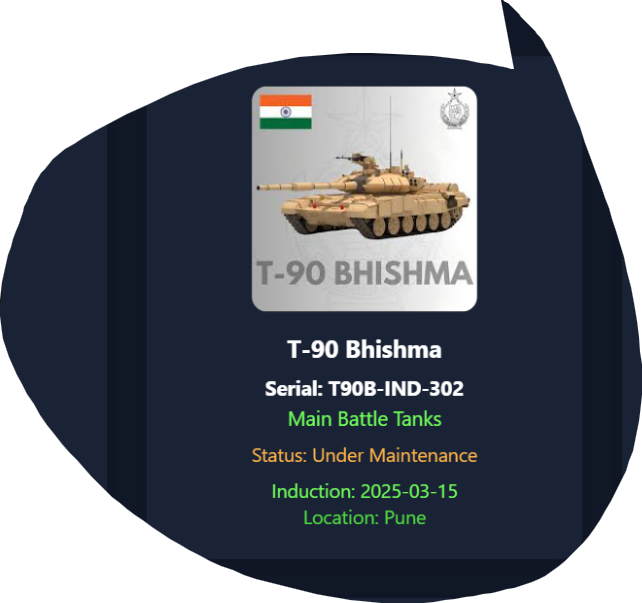 T-90 BHISHMA
T-90 Bhishma
Serial: T90B-IND-302
Main Battle Tanks
Status: Under Maintenance
Induction: 2025-03-15
Location: Pune